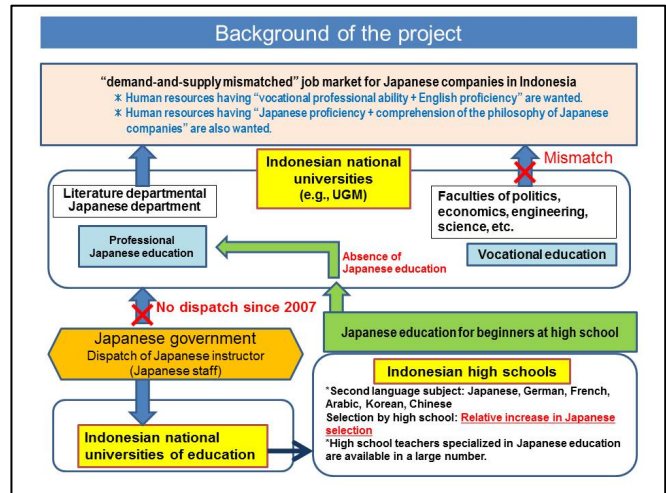 Background of the project
“demand-and-supply mismatched” job market for Japanese companies in Indonesia
＊ Human resources having “vocational professional ability + English proficiency” are wanted.
＊ Human resources having “Japanese proficiency + comprehension of the philosophy of Japanese
companies” are also wanted.
Mismatch
Indonesian national
universities
(e.g., UGM)
Literature departmental
Japanese department
Faculties of politics,
economics, engineering,
science, etc.
Professional
Japanese education
Absence of
Japanese education
Vocational education
No dispatch since 2007
Japanese government
Dispatch of Japanese instructor
(Japanese staff)
Japanese education for beginners at high school
Indonesian high schools
*Second language subject: Japanese, German, French,
Arabic, Korean, Chinese
Selection by high school: Relative increase in Japanese
selection
*High school teachers specialized in Japanese education
are available in a large number.
Indonesian national
universities of education